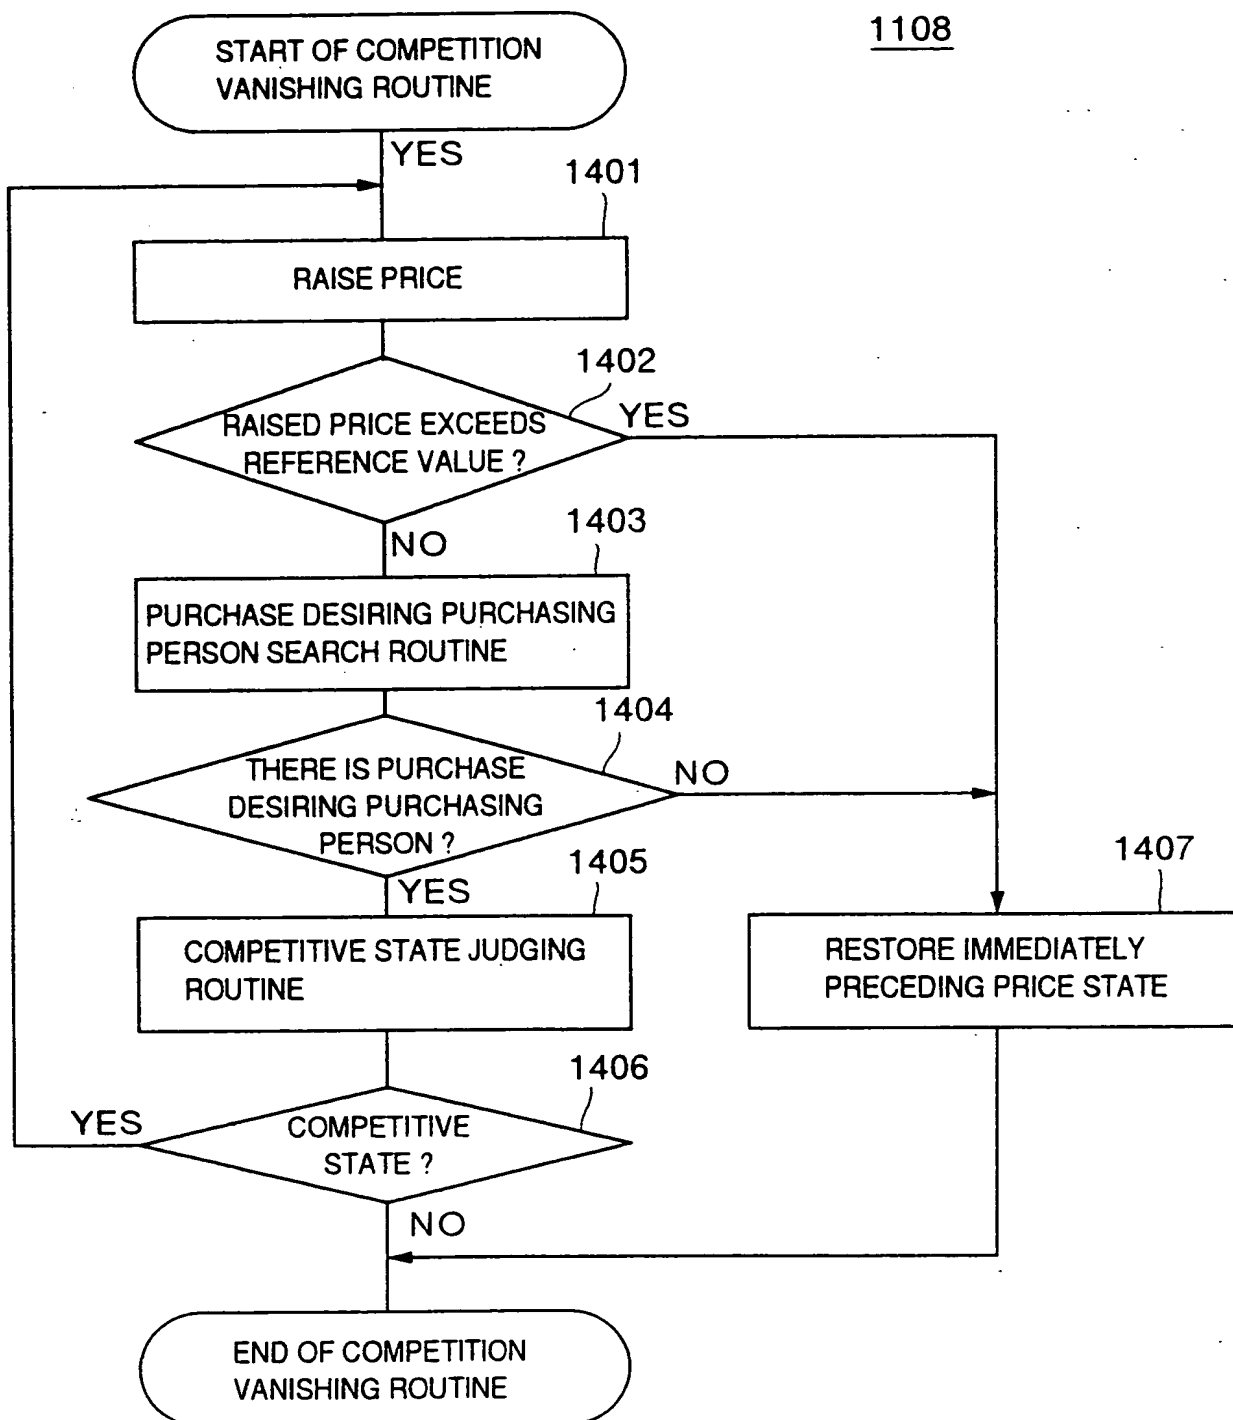 1108
START OF COMPETITION
VANISHING ROUTINE
YES
1401
RAISE PRICE
1402
RAISED PRICE EXCEEDS
REFERENCE VALUE ?
YES
NO
1403
PURCHASE DESIRING PURCHASING
PERSON SEARCH ROUTINE
1404
THERE IS PURCHASE
DESIRING PURCHASING
PERSON ?
NO
YES
1405
COMPETITIVE STATE JUDGING
ROUTINE
1407
RESTORE IMMEDIATELY
PRECEDING PRICE STATE
1406
COMPETITIVE
STATE ?
YES
NO
END OF COMPETITION
VANISHING ROUTINE